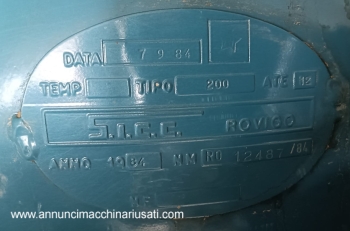 DATA 7 9 84
TEMP TIPO 200 ATE 12
S.I.C.C. ROVIGO
ANNO 1984 NM RO 12487/84
www.annuncimacchinariusati.com